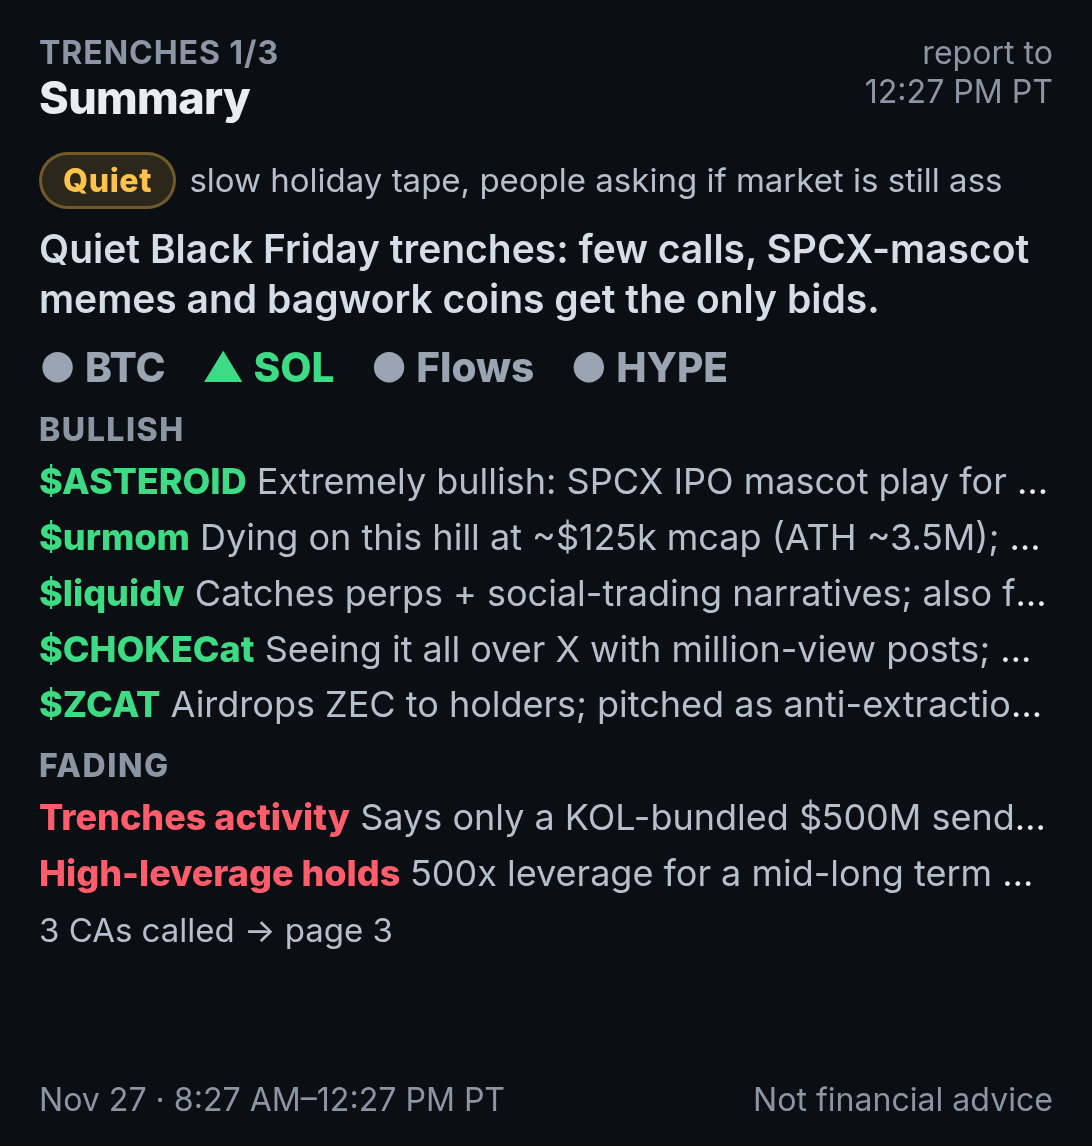 TRENCHES 1/3
Summary
report to
12:27 PM PT
Quiet slow holiday tape, people asking if market is still ass
Quiet Black Friday trenches: few calls, SPCX-mascot
memes and bagwork coins get the only bids.
● BTC ▲ SOL ● Flows ● HYPE
BULLISH
$ASTEROID Extremely bullish: SPCX IPO mascot play for ...
$urmom Dying on this hill at ~$125k mcap (ATH ~3.5M); ...
$liquidv Catches perps + social-trading narratives; also f...
$CHOKECat Seeing it all over X with million-view posts; ...
$ZCAT Airdrops ZEC to holders; pitched as anti-extractio...
FADING
Trenches activity Says only a KOL-bundled $500M send...
High-leverage holds 500x leverage for a mid-long term ...
3 CAs called → page 3
Nov 27 · 8:27 AM–12:27 PM PT
Not financial advice